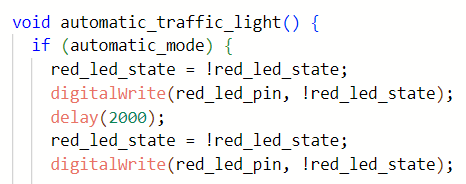 void automatic_traffic_light() {
if (automatic_mode) {
red_led_state = !red_led_state;
digitalWrite(red_led_pin, !red_led_state);
delay(2000);
red_led_state = !red_led_state;
digitalWrite(red_led_pin, !red_led_state);